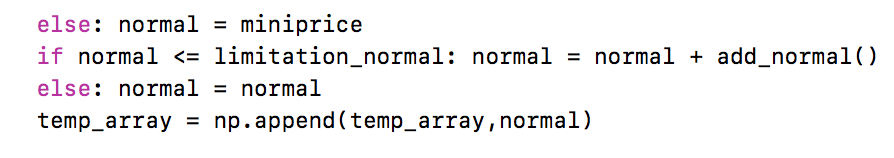 else: normal = miniprice
if normal <= limitation_normal: normal = normal + add_normal()
else: normal = normal
temp_array = np.append(temp_array,normal)